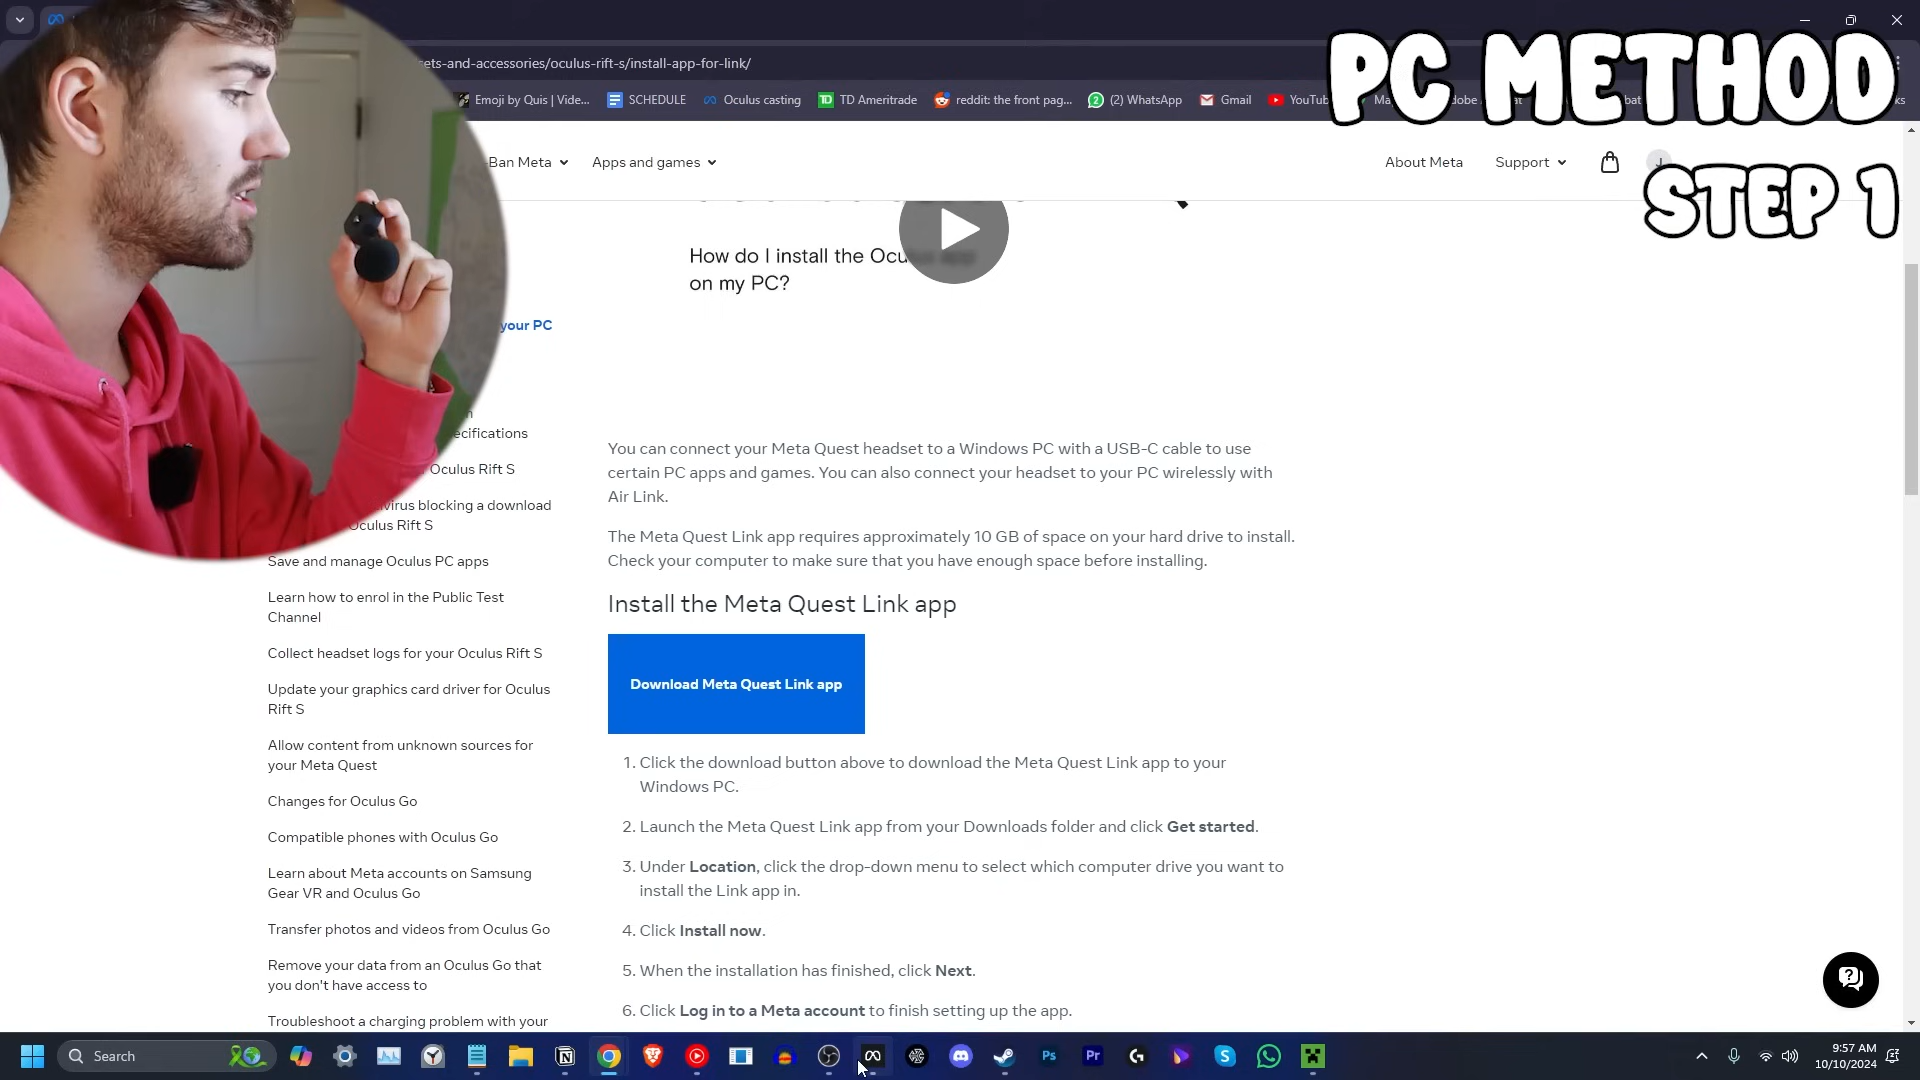 PC METHOD
STEP 1
ets-and-accessories/oculus-rift-s/install-app-for-link/
Emoji by Quis | Vide...
SCHEDULE
Oculus casting
TD Ameritrade
reddit: the front pag...
(2) WhatsApp
Gmail
-Ban Meta
Apps and games
About Meta
Support
How do I install the
on my PC?
your PC
ecifications
Oculus Rift S
virus blocking a download
Oculus Rift S
Save and manage Oculus PC apps
Learn how to enrol in the Public Test
Channel
Collect headset logs for your Oculus Rift S
Update your graphics card driver for Oculus
Rift S
Allow content from unknown sources for
your Meta Quest
Changes for Oculus Go
Compatible phones with Oculus Go
Learn about Meta accounts on Samsung
Gear VR and Oculus Go
Transfer photos and videos from Oculus Go
Remove your data from an Oculus Go that
you don't have access to
Troubleshoot a charging problem with your
You can connect your Meta Quest headset to a Windows PC with a USB-C cable to use
certain PC apps and games. You can also connect your headset to your PC wirelessly with
Air Link.
The Meta Quest Link app requires approximately 10 GB of space on your hard drive to install.
Check your computer to make sure that you have enough space before installing.
Install the Meta Quest Link app
Download Meta Quest Link app
1. Click the download button above to download the Meta Quest Link app to your
Windows PC.
2. Launch the Meta Quest Link app from your Downloads folder and click Get started.
3. Under Location, click the drop-down menu to select which computer drive you want to
install the Link app in.
4. Click Install now.
5. When the installation has finished, click Next.
6. Click Log in to a Meta account to finish setting up the app.
Search
9:57 AM
10/10/2024